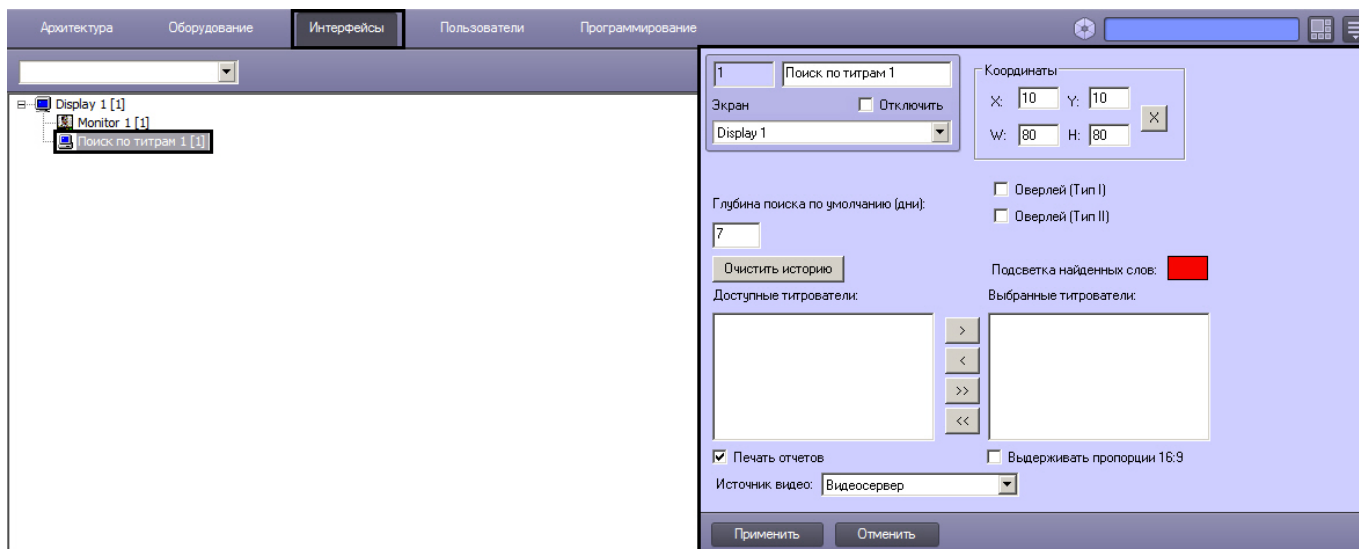 Архитектура Оборудование Интерфейсы Пользователи Программирование
Display 1 [1]
Monitor 1 [1]
Поиск по титрам 1 [1]
1 Поиск по титрам 1
Экран Отключить
Display 1
Координаты
X: 10 Y: 10
X
W: 80 H: 80
Глубина поиска по умолчанию (дни):
7
Оверлей (Тип I)
Оверлей (Тип II)
Очистить историю
Подсветка найденных слов:
Доступные титрователи: Выбранные титрователи:
>
<
>>
<<
Печать отчетов Выдерживать пропорции 16:9
Источник видео: Видеосервер
Применить Отменить